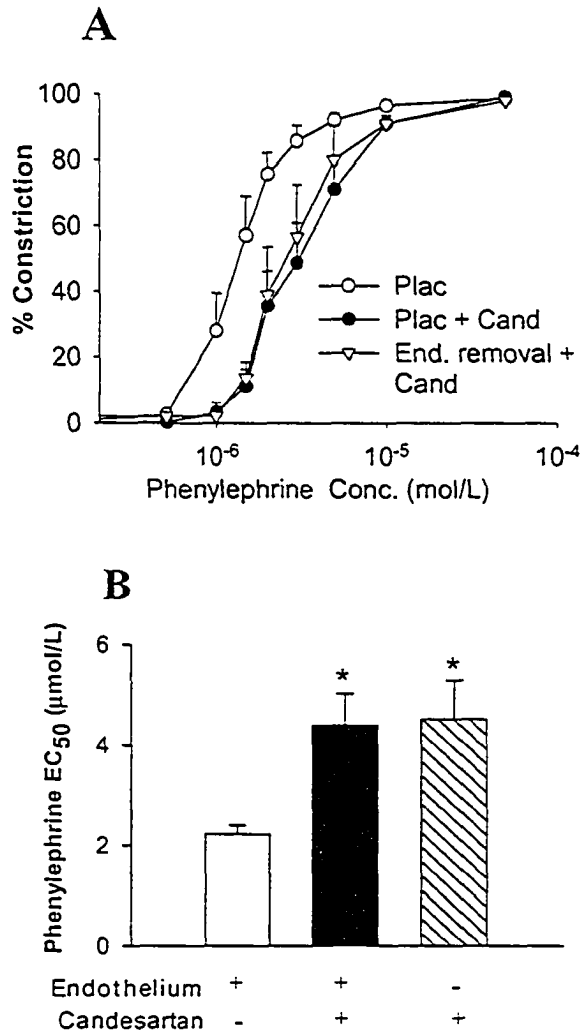 A
100
80
60
40
20
0
% Constriction
Plac
Plac + Cand
End. removal +
Cand
10-6
10-5
10-4
Phenylephrine Conc. (mol/L)
B
6
4
2
0
Phenylephrine EC50 (μmol/L)
*
*
Endothelium + + -
Candesartan - + +